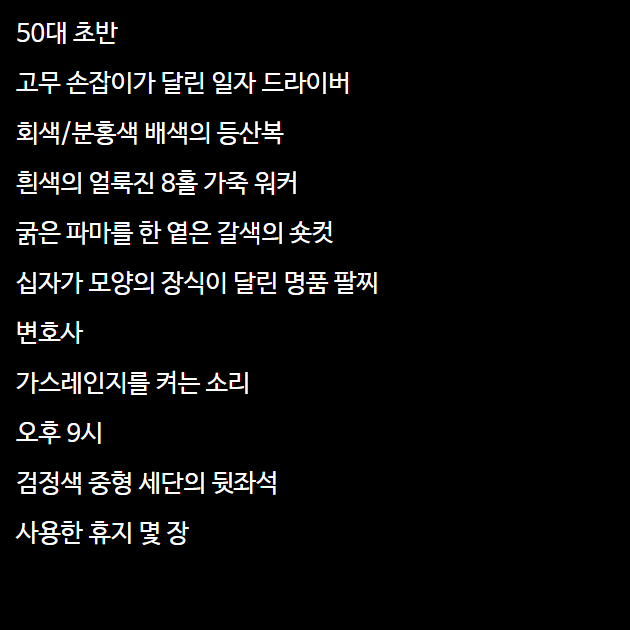 50대 초반
고무 손잡이가 달린 일자 드라이버
회색/분홍색 배색의 등산복
흰색의 얼룩진 8홀 가죽 워커
굵은 파마를 한 옅은 갈색의 숏컷
십자가 모양의 장식이 달린 명품 팔찌
변호사
가스레인지를 켜는 소리
오후 9시
검정색 중형 세단의 뒷좌석
사용한 휴지 몇 장